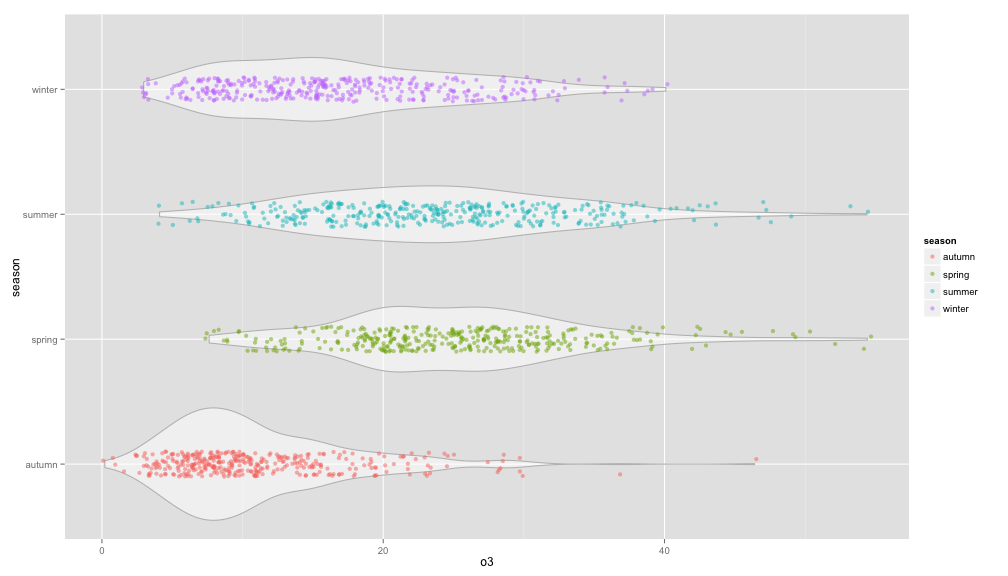 winter
summer
spring
autumn
season
0
20
40
o3
season
autumn
spring
summer
winter